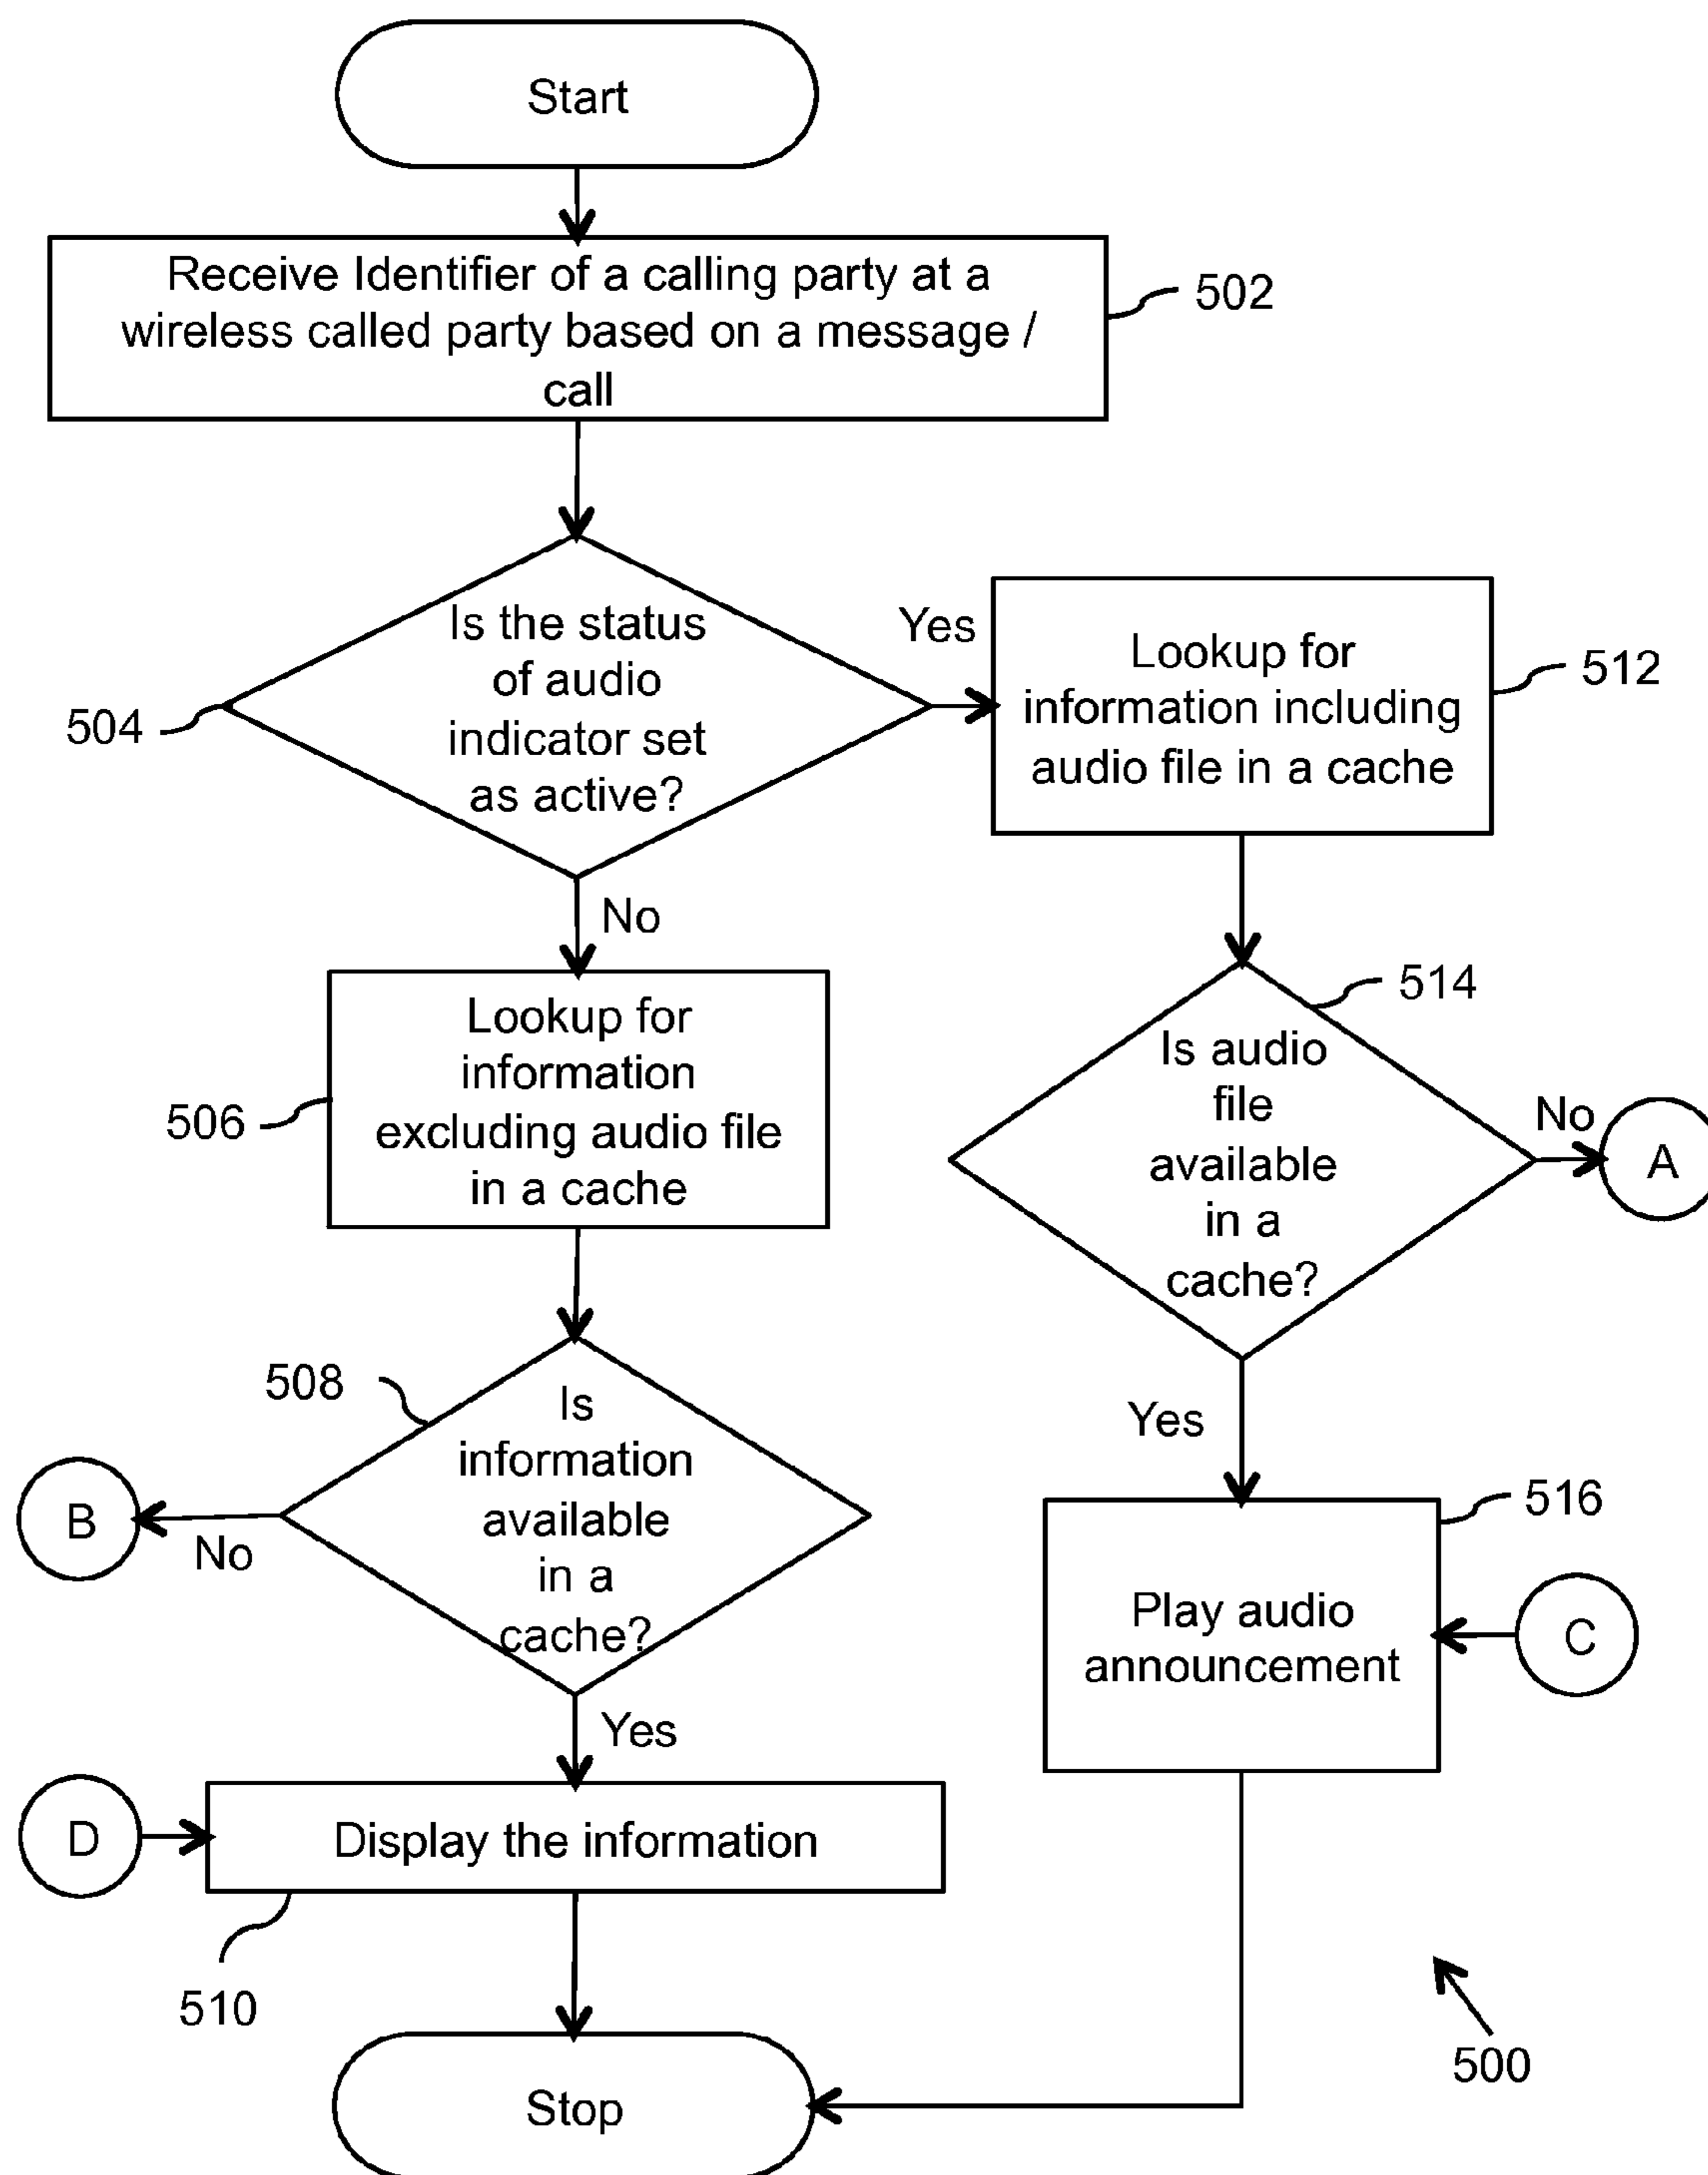 Start
Receive Identifier of a calling party at a
wireless called party based on a message /
call
502
Is the status
of audio
indicator set
as active?
504
Yes
No
Lookup for
information including
audio file in a cache
512
Lookup for
information
excluding audio file
in a cache
506
Is audio
file
available
in a
cache?
514
No
A
Yes
Is
information
available
in a
cache?
508
B
No
Yes
Play audio
announcement
516
C
D
Display the information
510
Stop
500